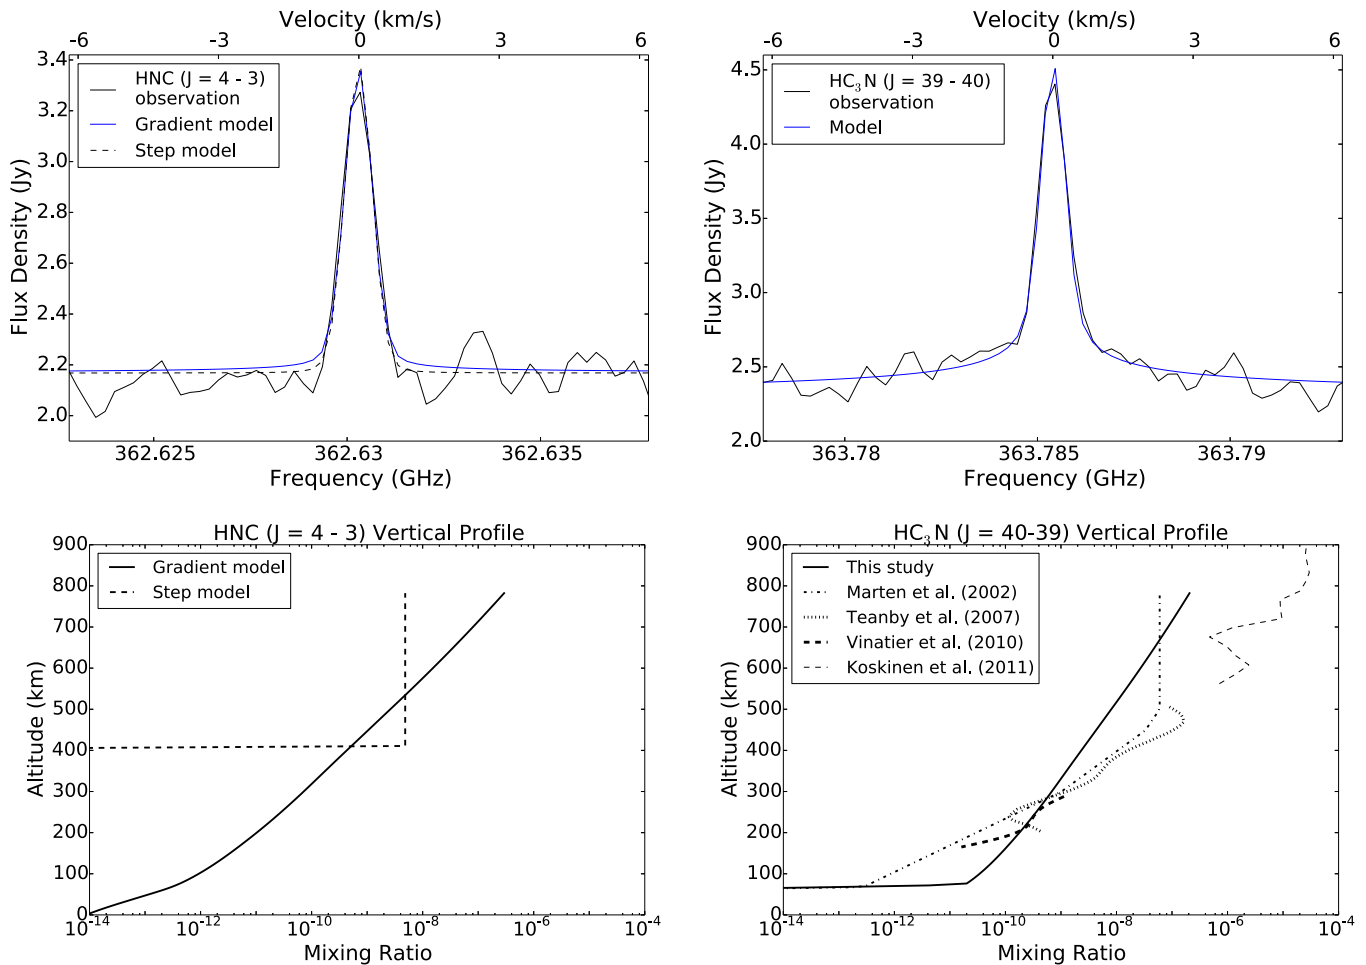 Velocity (km/s)
-6 -3 0 3 6
3.4
3.2
3.0
2.8
2.6
2.4
2.2
2.0
Flux Density (Jy)
HNC (J = 4 - 3)
observation
Gradient model
Step model
362.625 362.630 362.635
Frequency (GHz)
Velocity (km/s)
-6 -3 0 3 6
4.5
4.0
3.5
3.0
2.5
2.0
Flux Density (Jy)
HC3N (J = 39 - 40)
observation
Model
363.78 363.785 363.79
Frequency (GHz)
HNC (J = 4 - 3) Vertical Profile
900
800
700
600
500
400
300
200
100
0
Altitude (km)
Gradient model
Step model
10^-14 10^-12 10^-10 10^-8 10^-6 10^-4
Mixing Ratio
HC3N (J = 40-39) Vertical Profile
900
800
700
600
500
400
300
200
100
0
Altitude (km)
This study
Marten et al. (2002)
Teanby et al. (2007)
Vinatier et al. (2010)
Koskinen et al. (2011)
10^-14 10^-12 10^-10 10^-8 10^-6 10^-4
Mixing Ratio